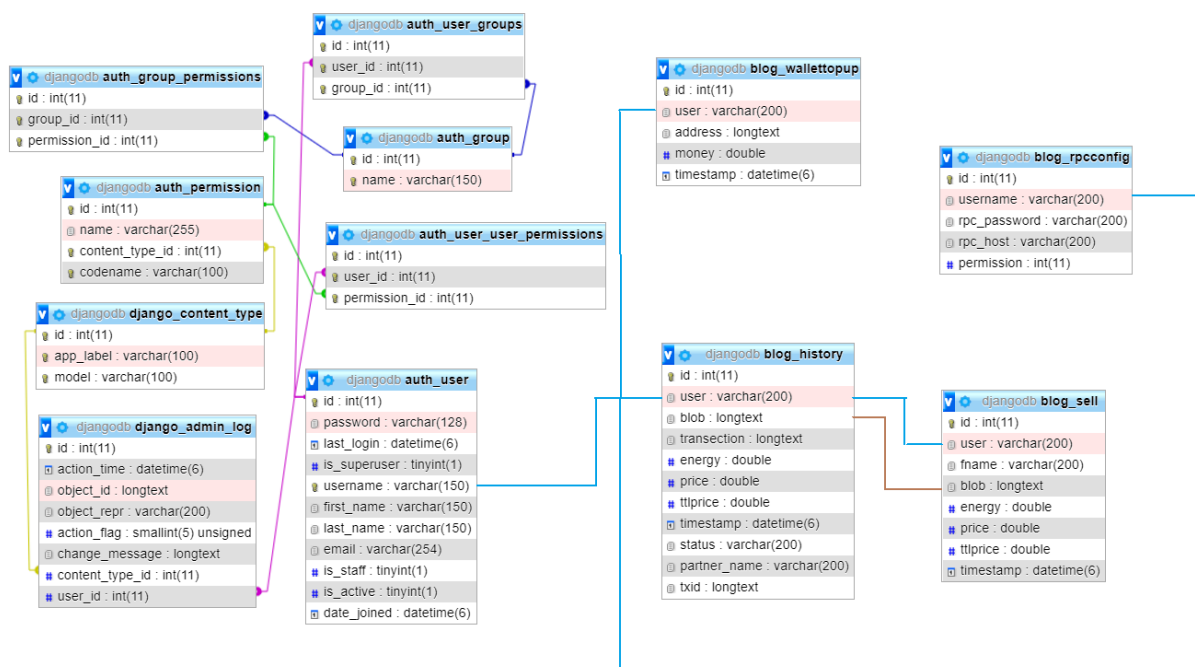 djangodb auth_user_groups
id : int(11)
user_id : int(11)
group_id : int(11)
djangodb auth_group_permissions
id : int(11)
group_id : int(11)
permission_id : int(11)
djangodb auth_group
id : int(11)
name : varchar(150)
djangodb auth_permission
id : int(11)
name : varchar(255)
content_type_id : int(11)
codename : varchar(100)
djangodb auth_user_user_permissions
id : int(11)
user_id : int(11)
permission_id : int(11)
djangodb django_content_type
id : int(11)
app_label : varchar(100)
model : varchar(100)
djangodb django_admin_log
id : int(11)
action_time : datetime(6)
object_id : longtext
object_repr : varchar(200)
action_flag : smallint(5) unsigned
change_message : longtext
content_type_id : int(11)
user_id : int(11)
djangodb auth_user
id : int(11)
password : varchar(128)
last_login : datetime(6)
is_superuser : tinyint(1)
username : varchar(150)
first_name : varchar(150)
last_name : varchar(150)
email : varchar(254)
is_staff : tinyint(1)
is_active : tinyint(1)
date_joined : datetime(6)
djangodb blog_wallettopup
id : int(11)
user : varchar(200)
address : longtext
money : double
timestamp : datetime(6)
djangodb blog_rpcconfig
id : int(11)
username : varchar(200)
rpc_password : varchar(200)
rpc_host : varchar(200)
permission : int(11)
djangodb blog_history
id : int(11)
user : varchar(200)
blob : longtext
transection : longtext
energy : double
price : double
ttlprice : double
timestamp : datetime(6)
status : varchar(200)
partner_name : varchar(200)
txid : longtext
djangodb blog_sell
id : int(11)
user : varchar(200)
fname : varchar(200)
blob : longtext
energy : double
price : double
ttlprice : double
timestamp : datetime(6)